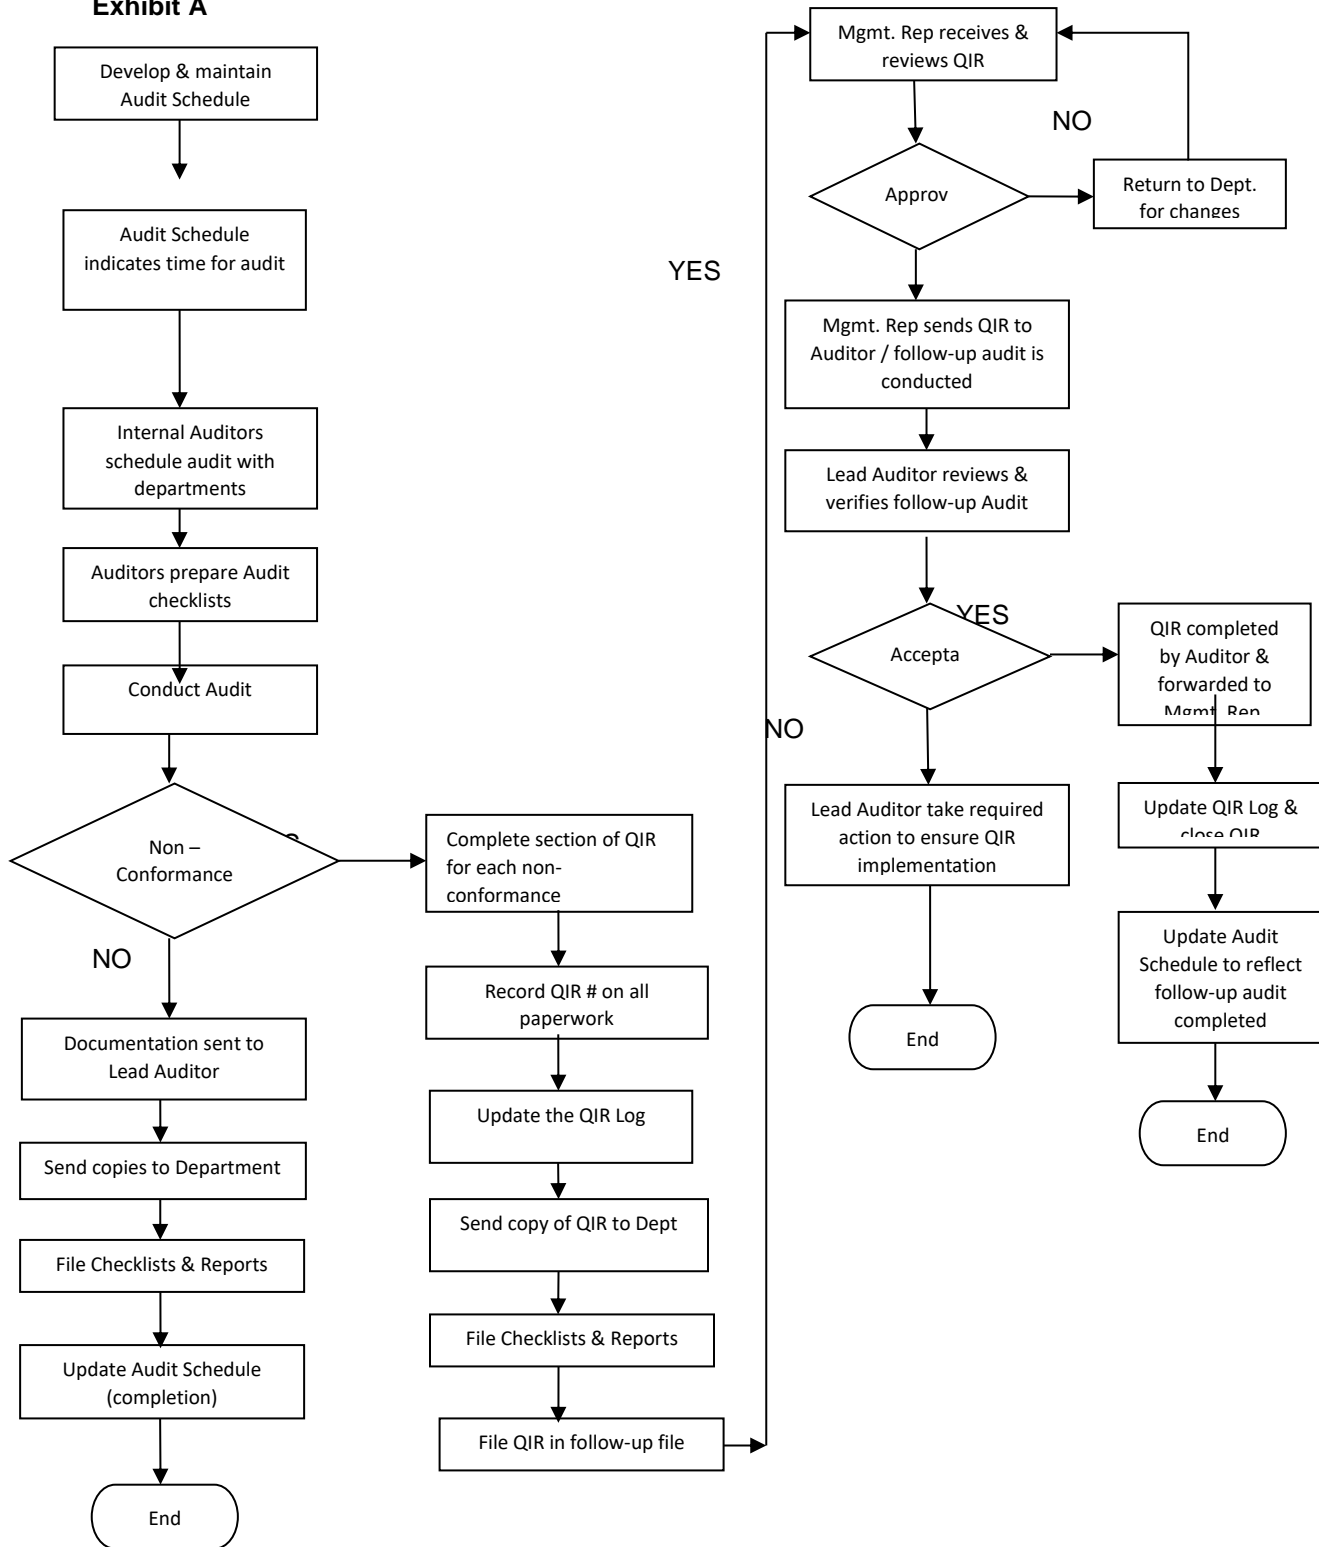 Exhibit A
Develop & maintain
Audit Schedule
Audit Schedule
indicates time for audit
Internal Auditors
schedule audit with
departments
Auditors prepare Audit
checklists
Conduct Audit
Non –
Conformance
NO
Documentation sent to
Lead Auditor
Send copies to Department
File Checklists & Reports
Update Audit Schedule
(completion)
End
Complete section of QIR
for each non-
conformance
Record QIR # on all
paperwork
Update the QIR Log
Send copy of QIR to Dept
File Checklists & Reports
File QIR in follow-up file
YES
Mgmt. Rep receives &
reviews QIR
NO
Approv
Return to Dept.
for changes
Mgmt. Rep sends QIR to
Auditor / follow-up audit is
conducted
Lead Auditor reviews &
verifies follow-up Audit
YES
Accepta
NO
Lead Auditor take required
action to ensure QIR
implementation
End
QIR completed
by Auditor &
forwarded to
Mgmt. Rep
Update QIR Log &
close QIR
Update Audit
Schedule to reflect
follow-up audit
completed
End